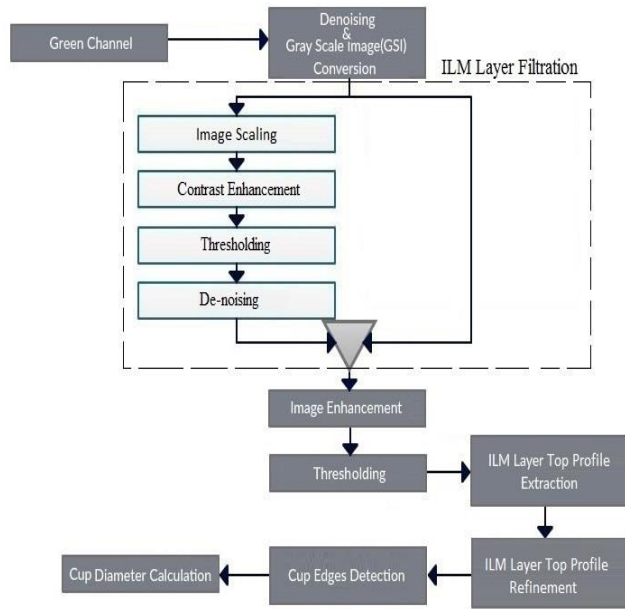 Green Channel
Denoising
&
Gray Scale Image(GSI)
Conversion
ILM Layer Filtration
Image Scaling
Contrast Enhancement
Thresholding
De-noising
Image Enhancement
Thresholding
ILM Layer Top Profile
Extraction
ILM Layer Top Profile
Refinement
Cup Edges Detection
Cup Diameter Calculation